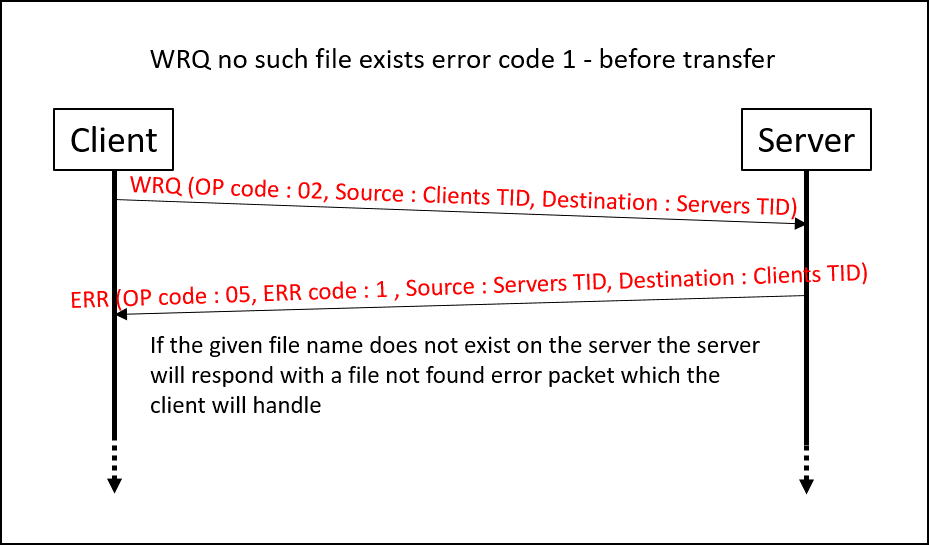 WRQ no such file exists error code 1 - before transfer
Client
Server
WRQ (OP code : 02, Source : Clients TID, Destination : Servers TID)
ERR (OP code : 05, ERR code : 1 , Source : Servers TID, Destination : Clients TID)
If the given file name does not exist on the server the server
will respond with a file not found error packet which the
client will handle